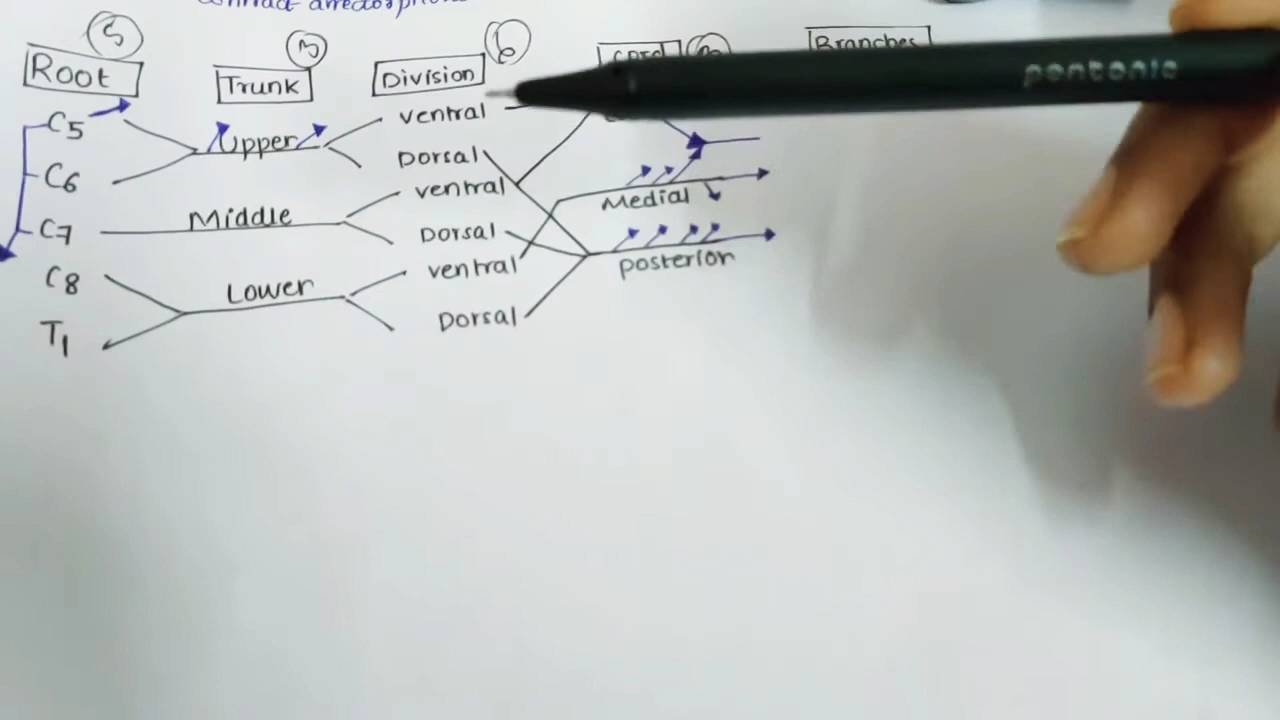 Root 5
Trunk 3
Division 6
Branches
C5
C6
C7
C8
T1
Upper
Middle
Lower
ventral
Dorsal
ventral
Dorsal
ventral
Dorsal
Medial
posterior
pentonic